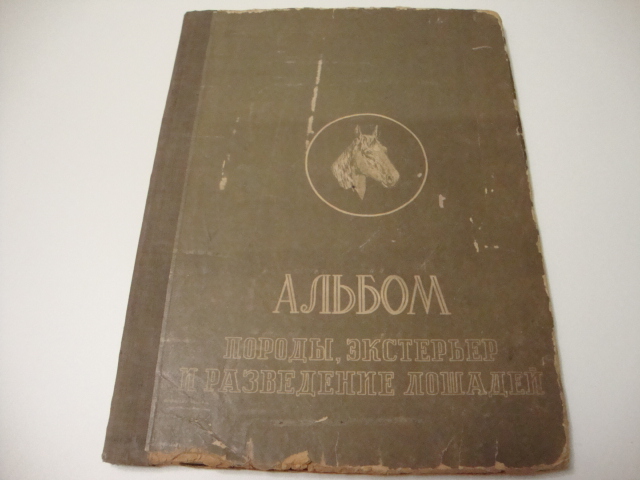 АЛЬБОМ
ПОРОДЫ, ЭКСТЕРЬЕР
И РАЗВЕДЕНИЕ ЛОШАДЕЙ